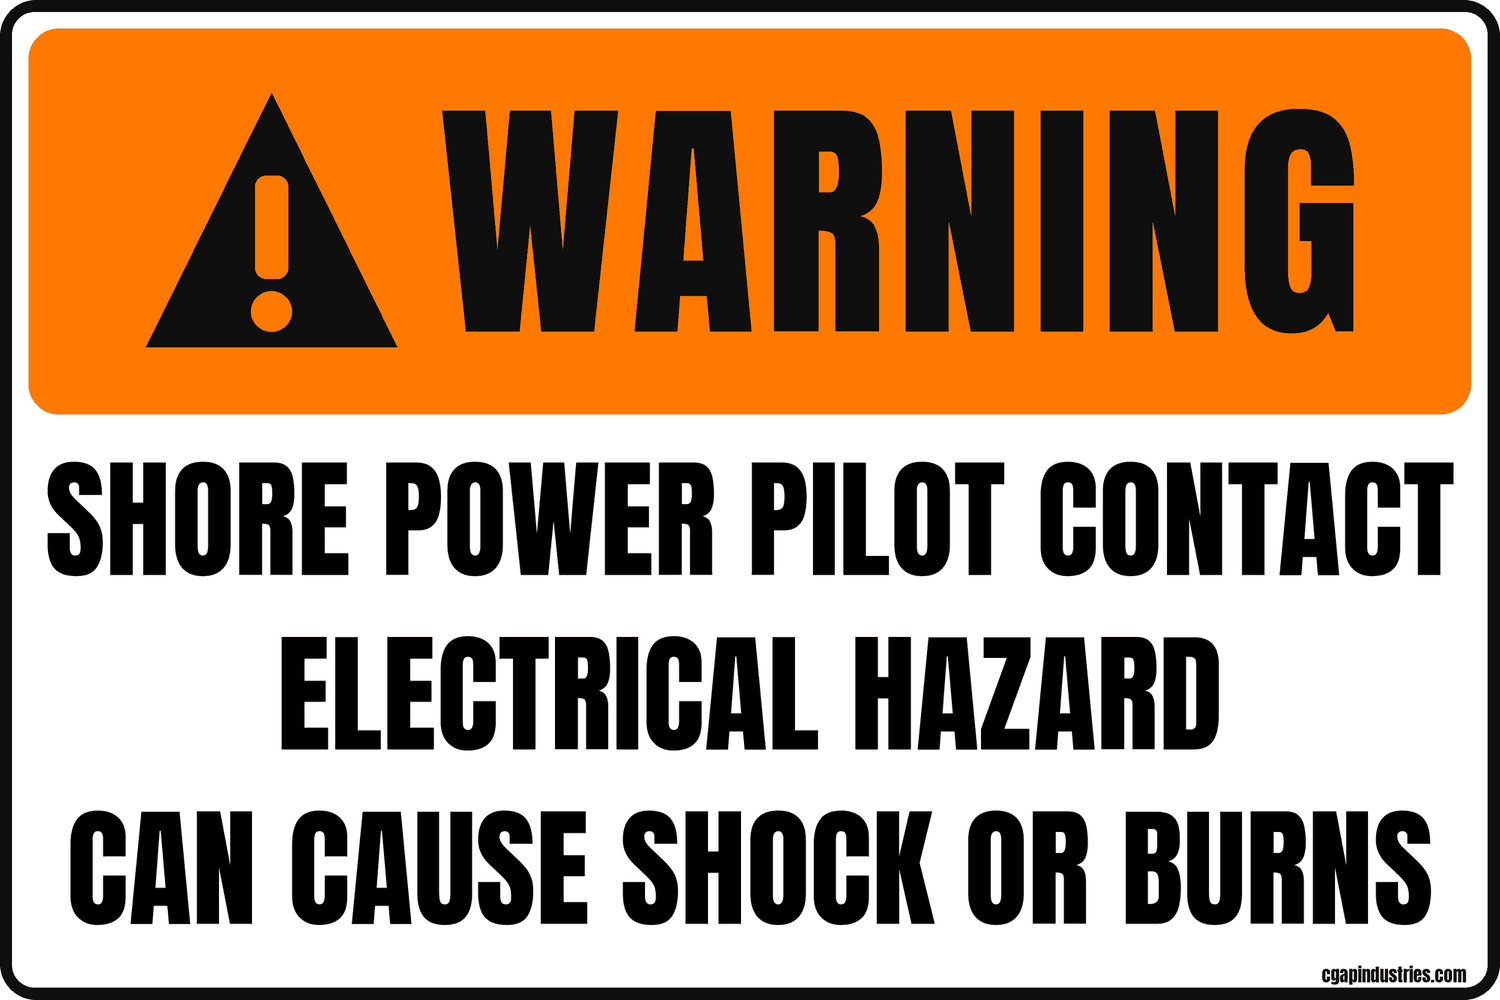 WARNING
SHORE POWER PILOT CONTACT
ELECTRICAL HAZARD
CAN CAUSE SHOCK OR BURNS
cgapindustries.com